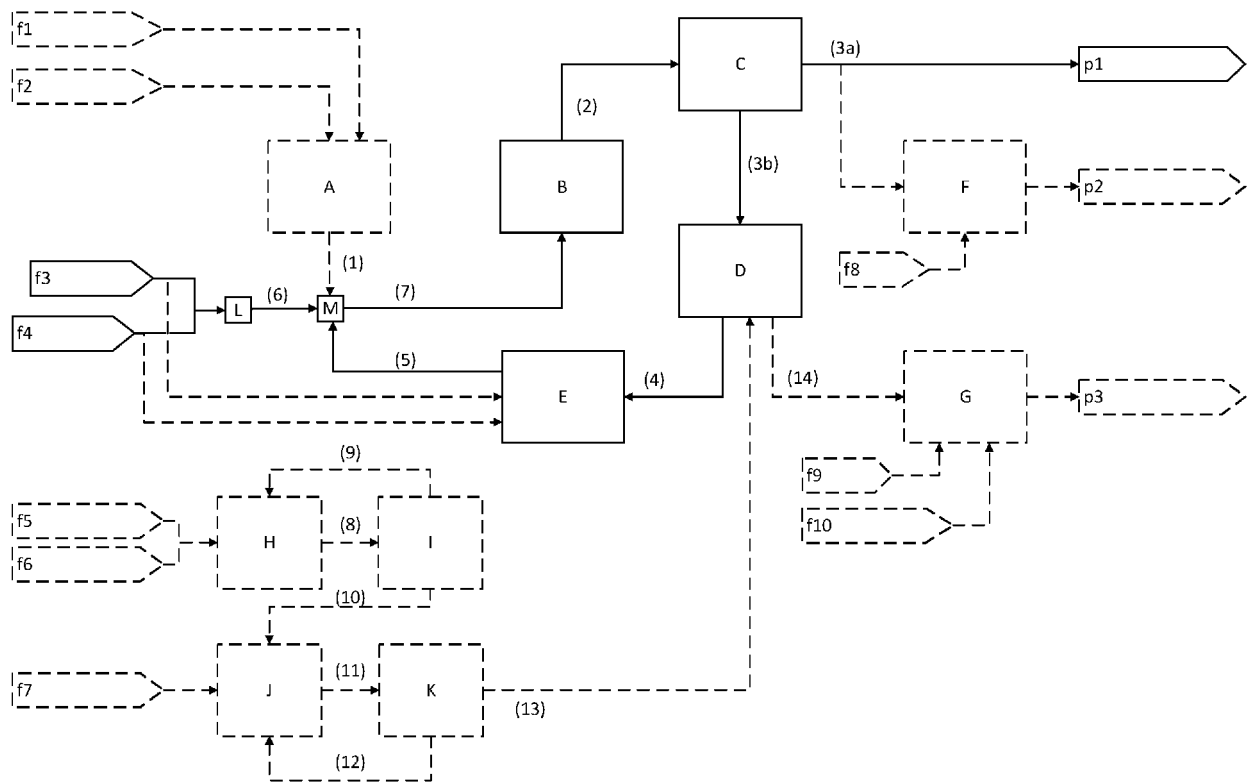 f1
(3a)
C
p1
f2
(2)
(3b)
A
B
F
p2
(1)
f8
f3
D
(6)
(7)
L
M
f4
(5)
(4)
(14)
E
G
p3
(9)
f9
f5
(8)
f10
H
I
f6
(10)
(11)
f7
J
K
(13)
(12)